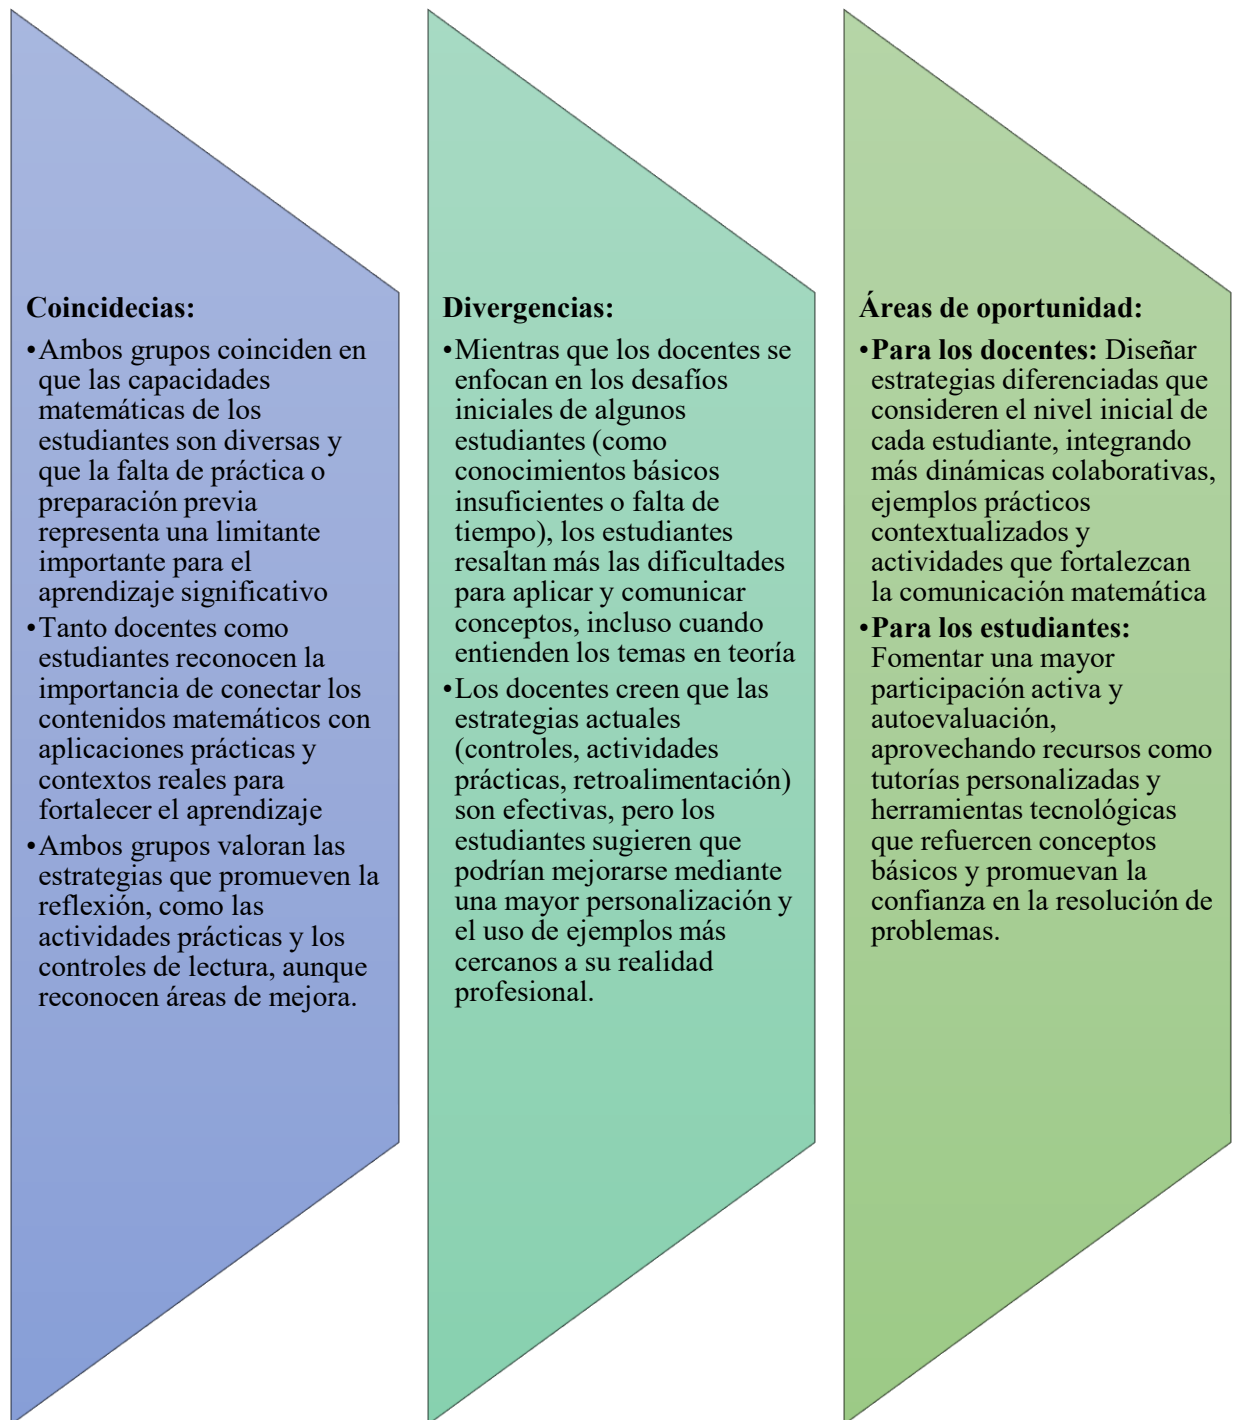 Coincidecias:
•Ambos grupos coinciden en
que las capacidades
matemáticas de los
estudiantes son diversas y
que la falta de práctica o
preparación previa
representa una limitante
importante para el
aprendizaje significativo
•Tanto docentes como
estudiantes reconocen la
importancia de conectar los
contenidos matemáticos con
aplicaciones prácticas y
contextos reales para
fortalecer el aprendizaje
•Ambos grupos valoran las
estrategias que promueven la
reflexión, como las
actividades prácticas y los
controles de lectura, aunque
reconocen áreas de mejora.
Divergencias:
•Mientras que los docentes se
enfocan en los desafíos
iniciales de algunos
estudiantes (como
conocimientos básicos
insuficientes o falta de
tiempo), los estudiantes
resaltan más las dificultades
para aplicar y comunicar
conceptos, incluso cuando
entienden los temas en teoría
•Los docentes creen que las
estrategias actuales
(controles, actividades
prácticas, retroalimentación)
son efectivas, pero los
estudiantes sugieren que
podrían mejorarse mediante
una mayor personalización y
el uso de ejemplos más
cercanos a su realidad
profesional.
Áreas de oportunidad:
•Para los docentes: Diseñar
estrategias diferenciadas que
consideren el nivel inicial de
cada estudiante, integrando
más dinámicas colaborativas,
ejemplos prácticos
contextualizados y
actividades que fortalezcan
la comunicación matemática
•Para los estudiantes:
Fomentar una mayor
participación activa y
autoevaluación,
aprovechando recursos como
tutorías personalizadas y
herramientas tecnológicas
que refuercen conceptos
básicos y promuevan la
confianza en la resolución de
problemas.